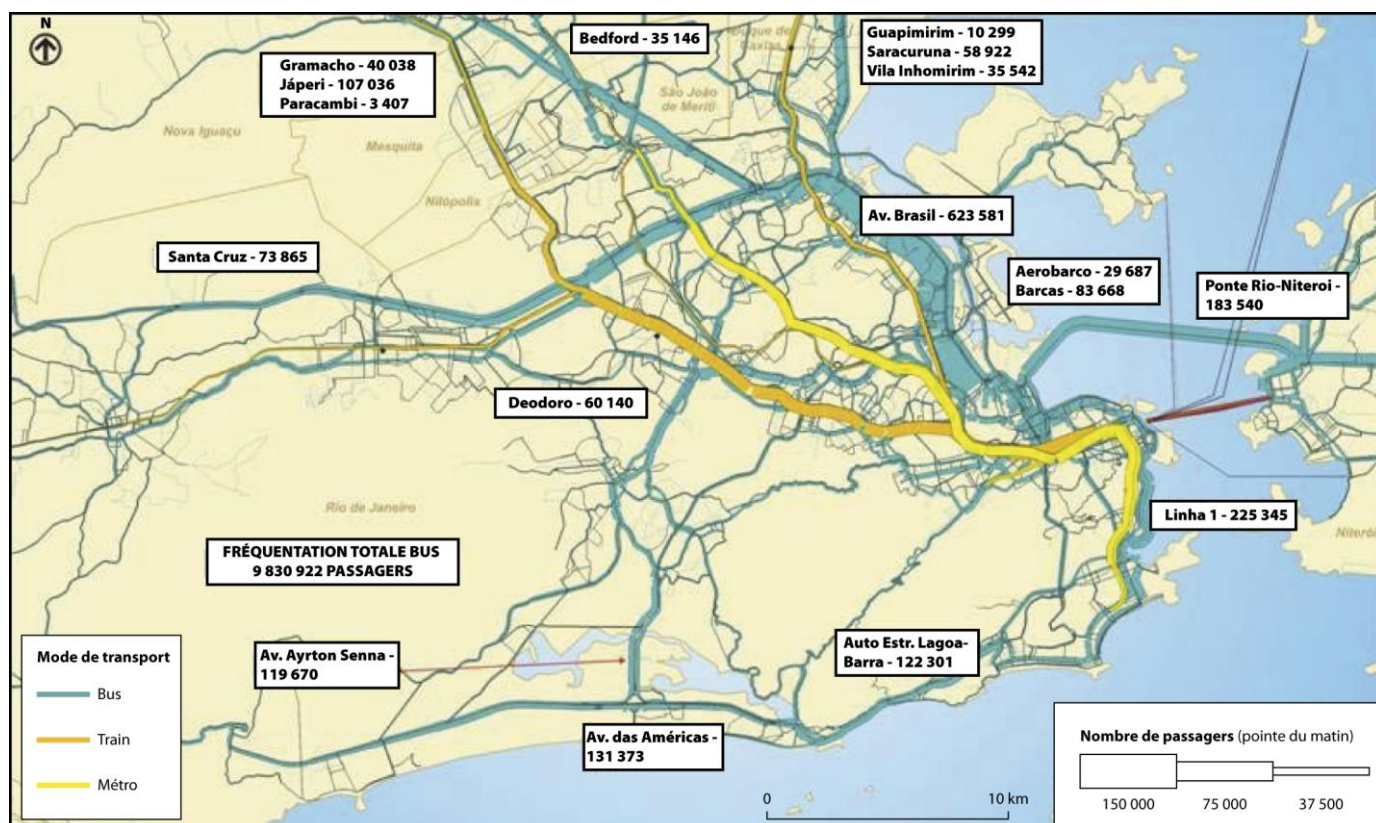 N
Bedford - 35 146
Duque de
Caxias
Guapimirim - 10 299
Saracuruna - 58 922
Vila Inhomirim - 35 542
Gramacho - 40 038
Jáperi - 107 036
Paracambi - 3 407
São João
de Meriti
Nova Iguaçu
Mesquita
Nilópolis
Av. Brasil - 623 581
Santa Cruz - 73 865
Aerobarco - 29 687
Barcas - 83 668
Ponte Rio-Niteroi -
183 540
Deodoro - 60 140
Rio de Janeiro
Linha 1 - 225 345
Niterói
FRÉQUENTATION TOTALE BUS
9 830 922 PASSAGERS
Av. Ayrton Senna -
119 670
Auto Estr. Lagoa-
Barra - 122 301
Av. das Américas -
131 373
Mode de transport
Bus
Train
Métro
0 10 km
Nombre de passagers (pointe du matin)
150 000 75 000 37 500